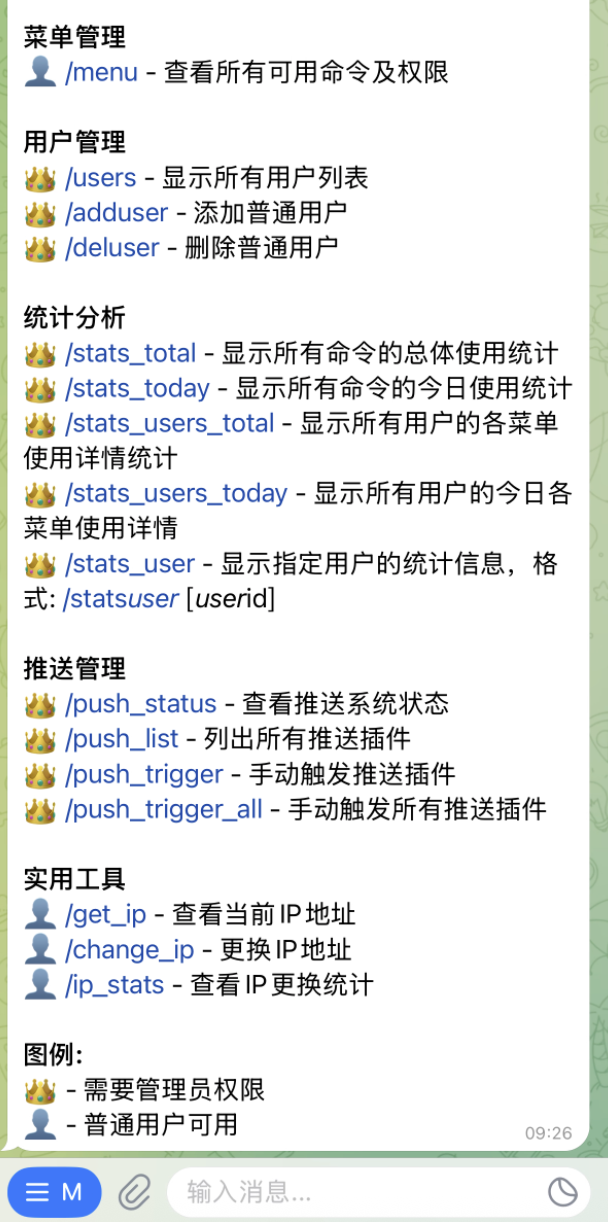 菜单管理
👤 /menu - 查看所有可用命令及权限
用户管理
👑 /users - 显示所有用户列表
👑 /adduser - 添加普通用户
👑 /deluser - 删除普通用户
统计分析
👑 /stats_total - 显示所有命令的总体使用统计
👑 /stats_today - 显示所有命令的今日使用统计
👑 /stats_users_total - 显示所有用户的各菜单
使用详情统计
👑 /stats_users_today - 显示所有用户的今日各
菜单使用详情
👑 /stats_user - 显示指定用户的统计信息，格
式: /statsuser [userid]
推送管理
👑 /push_status - 查看推送系统状态
👑 /push_list - 列出所有推送插件
👑 /push_trigger - 手动触发推送插件
👑 /push_trigger_all - 手动触发所有推送插件
实用工具
👤 /get_ip - 查看当前IP地址
👤 /change_ip - 更换IP地址
👤 /ip_stats - 查看IP更换统计
图例:
👑 - 需要管理员权限
👤 - 普通用户可用
09:26
M
输入消息...